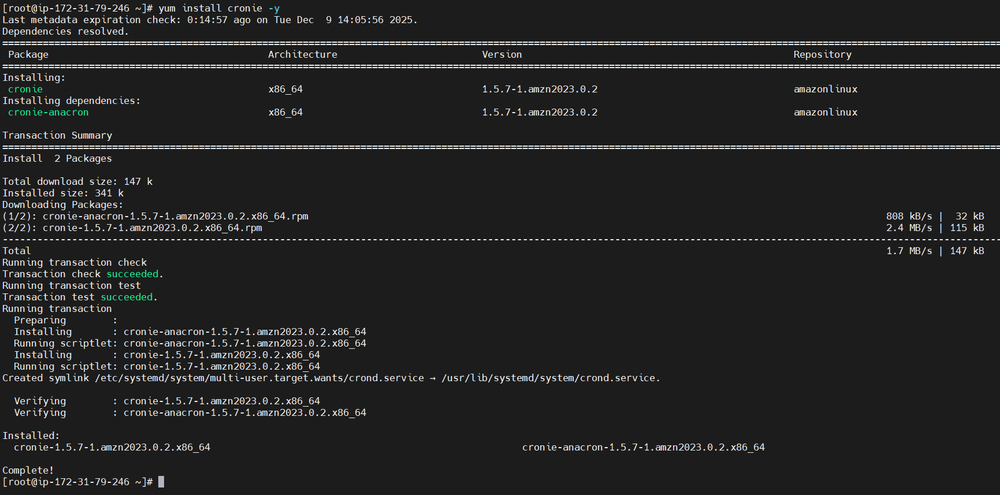 [root@ip-172-31-79-246 ~]# yum install cronie -y
Last metadata expiration check: 0:14:57 ago on Tue Dec  9 14:05:56 2025.
Dependencies resolved.
================================================================================
 Package                                      Architecture                         Version                                               Repository
================================================================================
Installing:
 cronie                                       x86_64                               1.5.7-1.amzn2023.0.2                                  amazonlinux
Installing dependencies:
 cronie-anacron                               x86_64                               1.5.7-1.amzn2023.0.2                                  amazonlinux
Transaction Summary
================================================================================
Install  2 Packages
Total download size: 147 k
Installed size: 341 k
Downloading Packages:
(1/2): cronie-anacron-1.5.7-1.amzn2023.0.2.x86_64.rpm    808 kB/s |  32 kB
(2/2): cronie-1.5.7-1.amzn2023.0.2.x86_64.rpm    2.4 MB/s | 115 kB
--------------------------------------------------------------------------------
Total    1.7 MB/s | 147 kB
Running transaction check
Transaction check succeeded.
Running transaction test
Transaction test succeeded.
Running transaction
  Preparing        :
  Installing       : cronie-anacron-1.5.7-1.amzn2023.0.2.x86_64
  Running scriptlet: cronie-anacron-1.5.7-1.amzn2023.0.2.x86_64
  Installing       : cronie-1.5.7-1.amzn2023.0.2.x86_64
  Running scriptlet: cronie-1.5.7-1.amzn2023.0.2.x86_64
Created symlink /etc/systemd/system/multi-user.target.wants/crond.service → /usr/lib/systemd/system/crond.service.
  Verifying        : cronie-1.5.7-1.amzn2023.0.2.x86_64
  Verifying        : cronie-anacron-1.5.7-1.amzn2023.0.2.x86_64
Installed:
  cronie-1.5.7-1.amzn2023.0.2.x86_64    cronie-anacron-1.5.7-1.amzn2023.0.2.x86_64
Complete!
[root@ip-172-31-79-246 ~]#